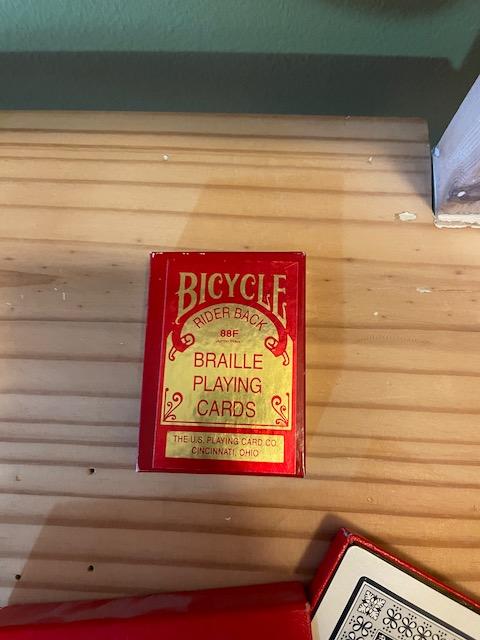 BICYCLE
RIDER BACK
88F
BRAILLE
PLAYING
CARDS
THE U.S. PLAYING CARD CO.
CINCINNATI, OHIO